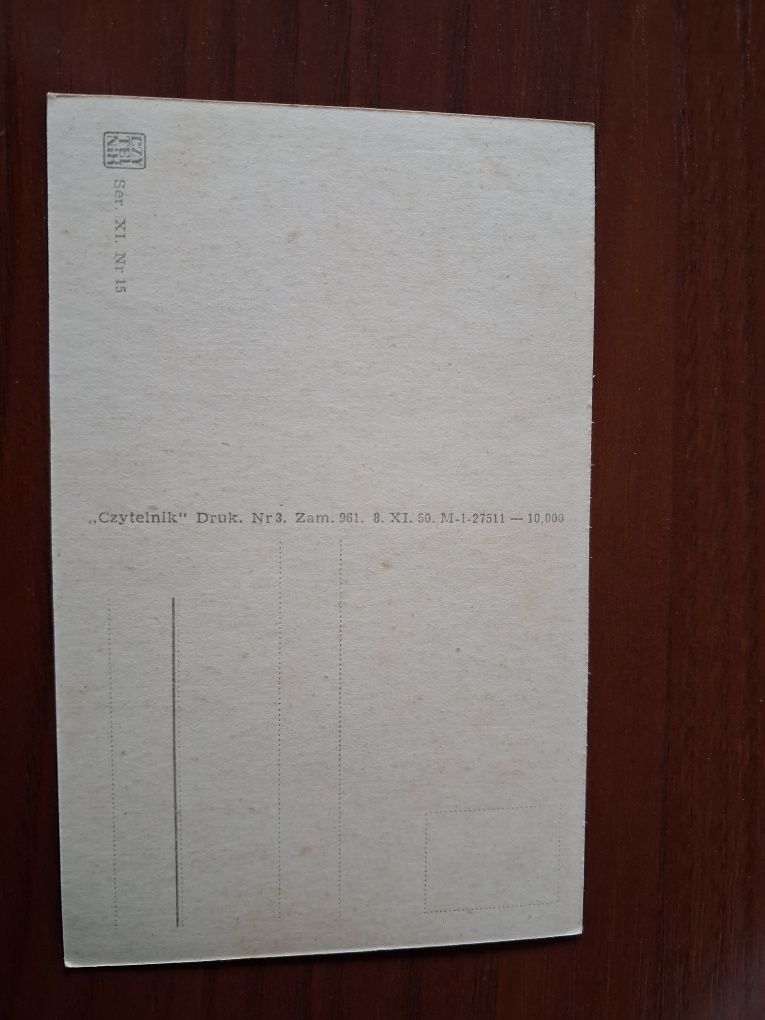 CZY
TEL
NIK
Ser. XI. Nr 15
„Czytelnik“ Druk. Nr 3. Zam. 961. 8. XI. 50. M-1-27511 — 10,000